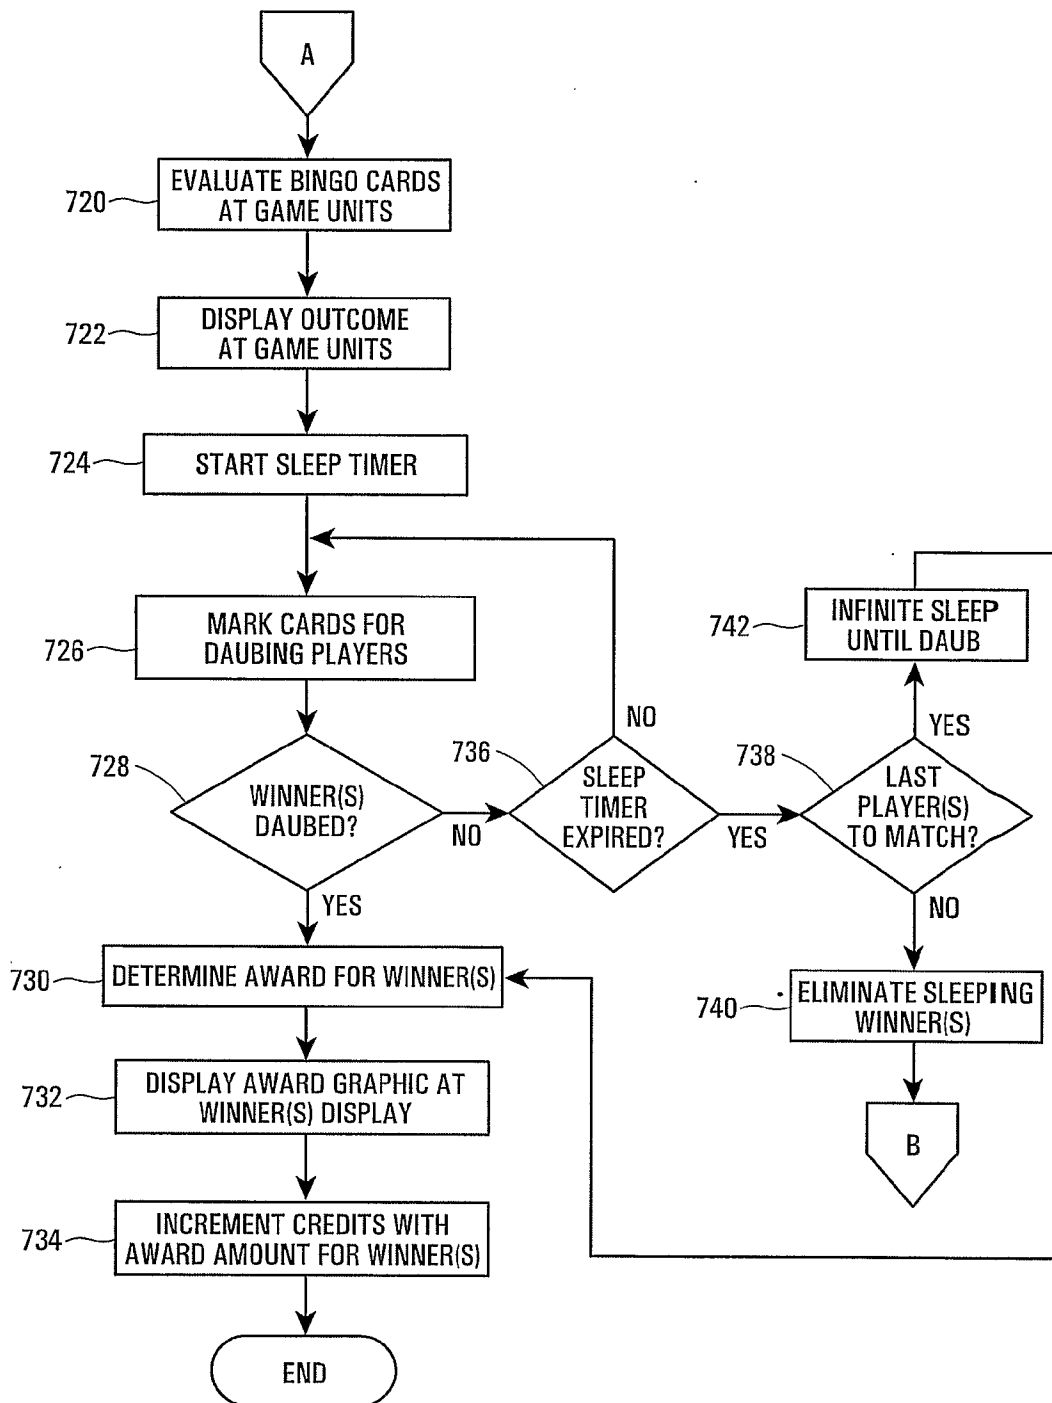 A
720
EVALUATE BINGO CARDS
AT GAME UNITS
722
DISPLAY OUTCOME
AT GAME UNITS
724
START SLEEP TIMER
726
MARK CARDS FOR
DAUBING PLAYERS
742
INFINITE SLEEP
UNTIL DAUB
728
WINNER(S)
DAUBED?
NO
YES
736
SLEEP
TIMER
EXPIRED?
NO
YES
738
LAST
PLAYER(S)
TO MATCH?
YES
NO
730
DETERMINE AWARD FOR WINNER(S)
740
ELIMINATE SLEEPING
WINNER(S)
732
DISPLAY AWARD GRAPHIC AT
WINNER(S) DISPLAY
B
734
INCREMENT CREDITS WITH
AWARD AMOUNT FOR WINNER(S)
END